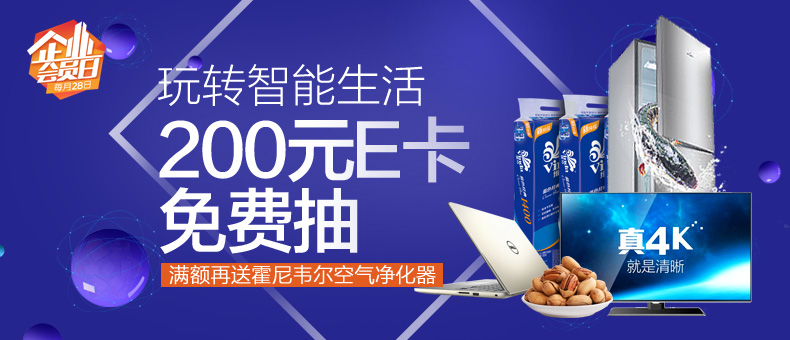 企业
会员日
每月28日
玩转智能生活
200元E卡
免费抽
满额再送霍尼韦尔空气净化器
真4K
就是清晰
DELL